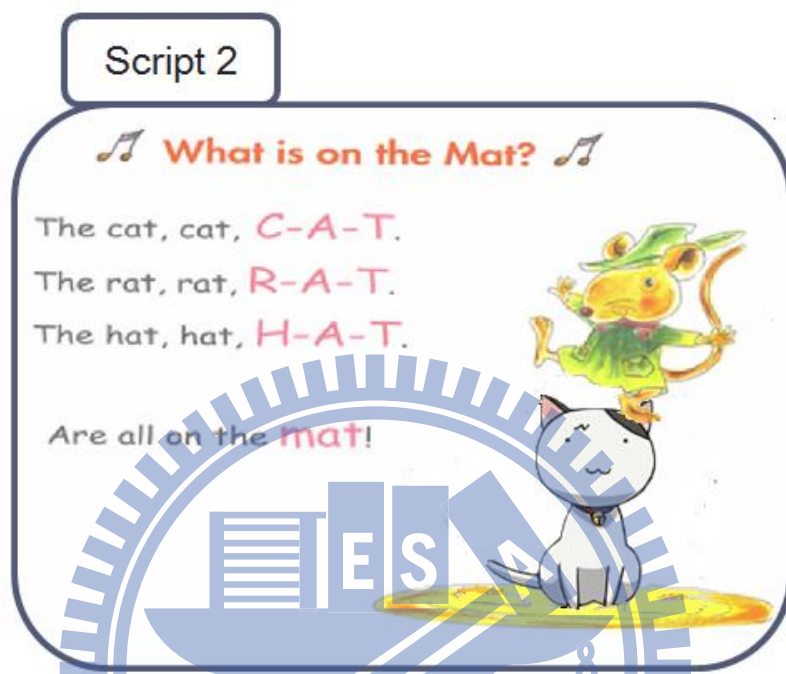 Script 2
What is on the Mat?
The cat, cat, C-A-T.
The rat, rat, R-A-T.
The hat, hat, H-A-T.
Are all on the mat!
E S A
8